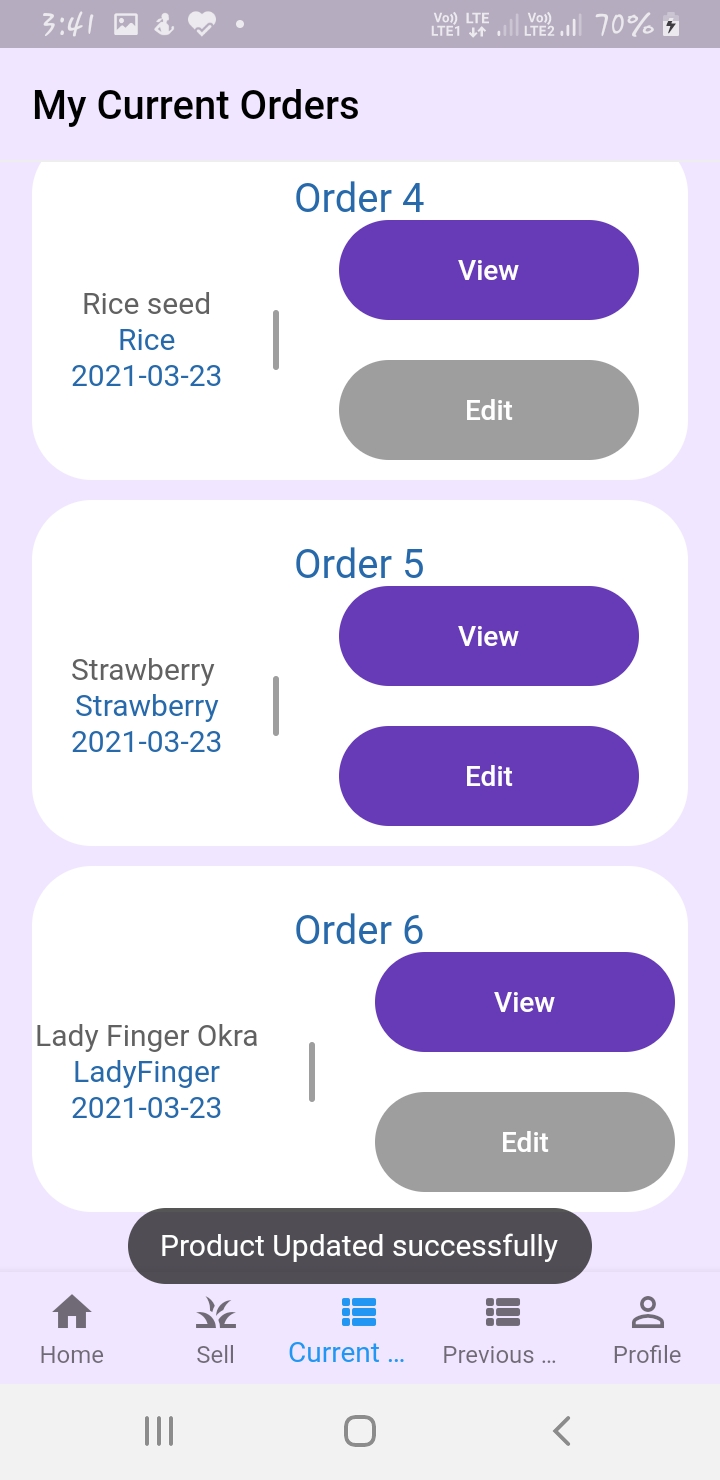 3:41
Vo)) LTE
LTE1
Vo))
LTE2
70%
My Current Orders
Order 4
View
Rice seed
Rice
2021-03-23
Edit
Order 5
View
Strawberry
Strawberry
2021-03-23
Edit
Order 6
View
Lady Finger Okra
LadyFinger
2021-03-23
Edit
Product Updated successfully
Home
Sell
Current ...
Previous ...
Profile